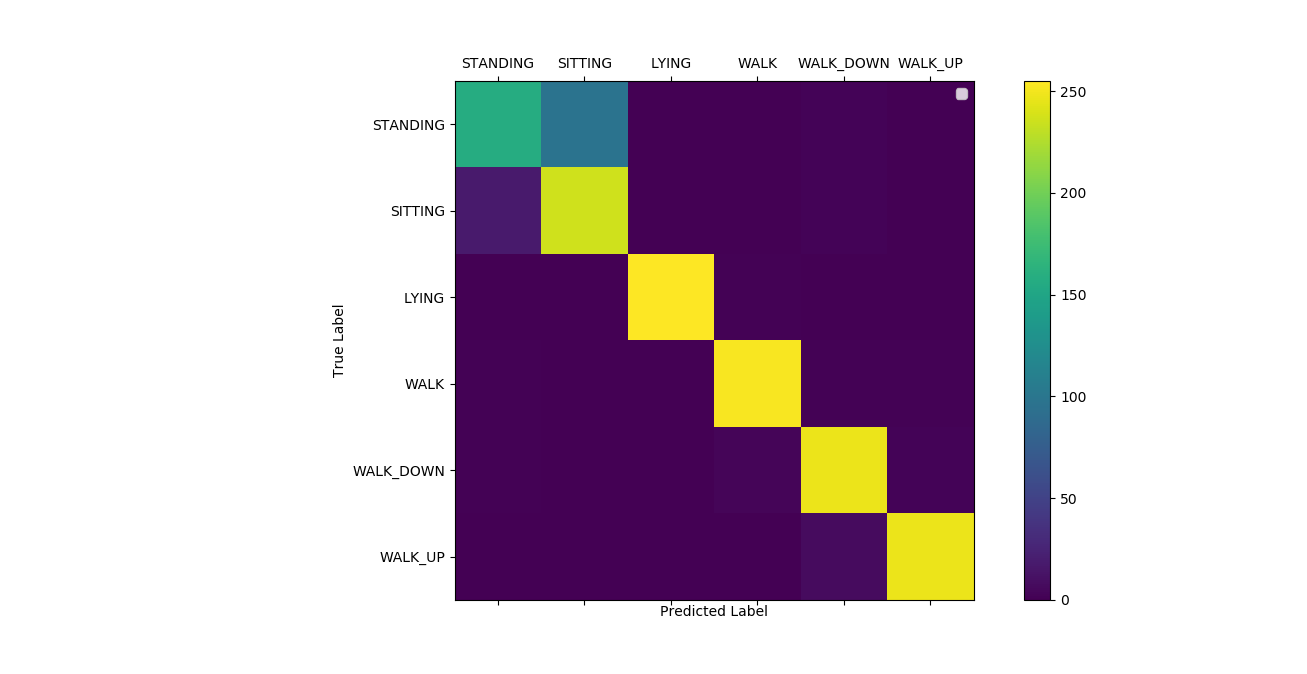 STANDING SITTING LYING WALK WALK_DOWN WALK_UP
STANDING
SITTING
LYING
WALK
WALK_DOWN
WALK_UP
True Label
Predicted Label
250
200
150
100
50
0